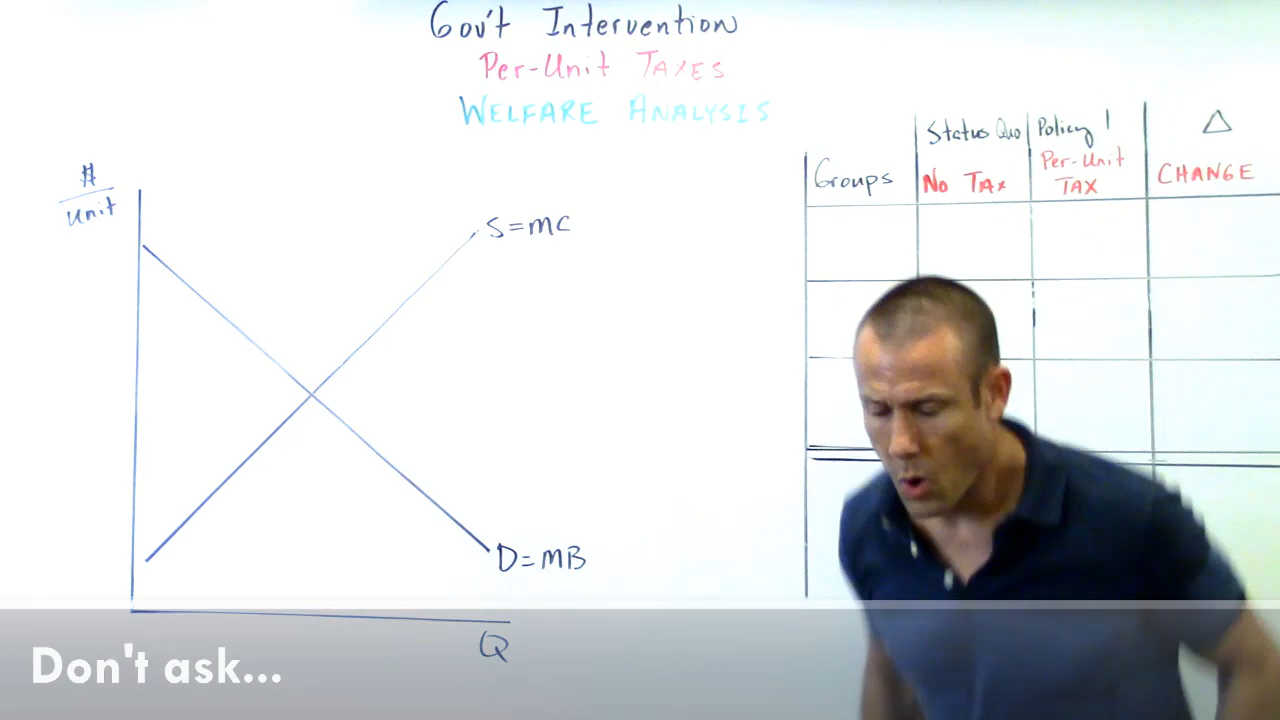 Gov't Intervention
Per-Unit Taxes
Welfare Analysis
$
unit
S=MC
D=MB
Q
Groups
Status Quo
No Tax
Policy 1
Per-Unit
Tax
Δ
CHANGE
Don't ask...